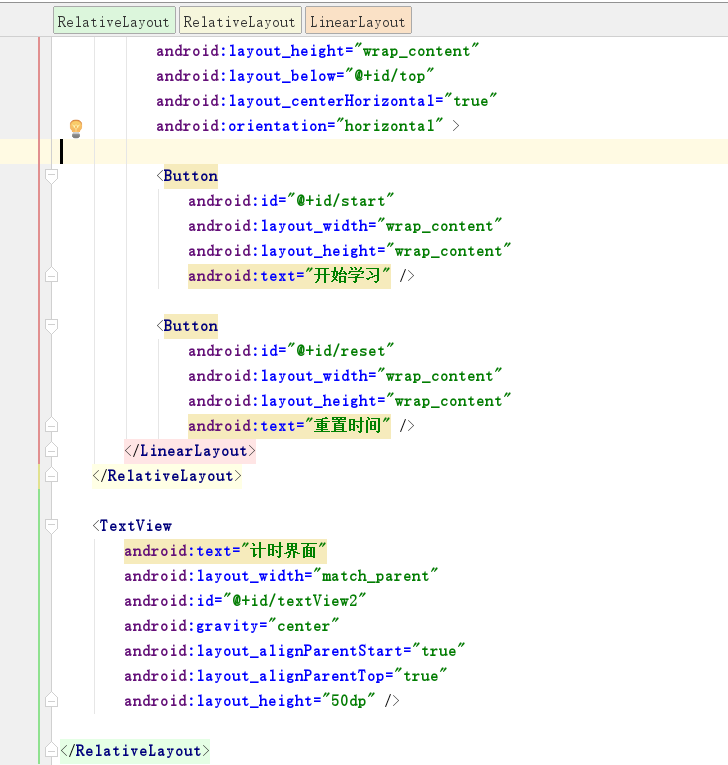 RelativeLayout RelativeLayout LinearLayout
android:layout_height="wrap_content"
android:layout_below="@+id/top"
android:layout_centerHorizontal="true"
android:orientation="horizontal" >
<Button
android:id="@+id/start"
android:layout_width="wrap_content"
android:layout_height="wrap_content"
android:text="开始学习" />
<Button
android:id="@+id/reset"
android:layout_width="wrap_content"
android:layout_height="wrap_content"
android:text="重置时间" />
</LinearLayout>
</RelativeLayout>
<TextView
android:text="计时界面"
android:layout_width="match_parent"
android:id="@+id/textView2"
android:gravity="center"
android:layout_alignParentStart="true"
android:layout_alignParentTop="true"
android:layout_height="50dp" />
</RelativeLayout>